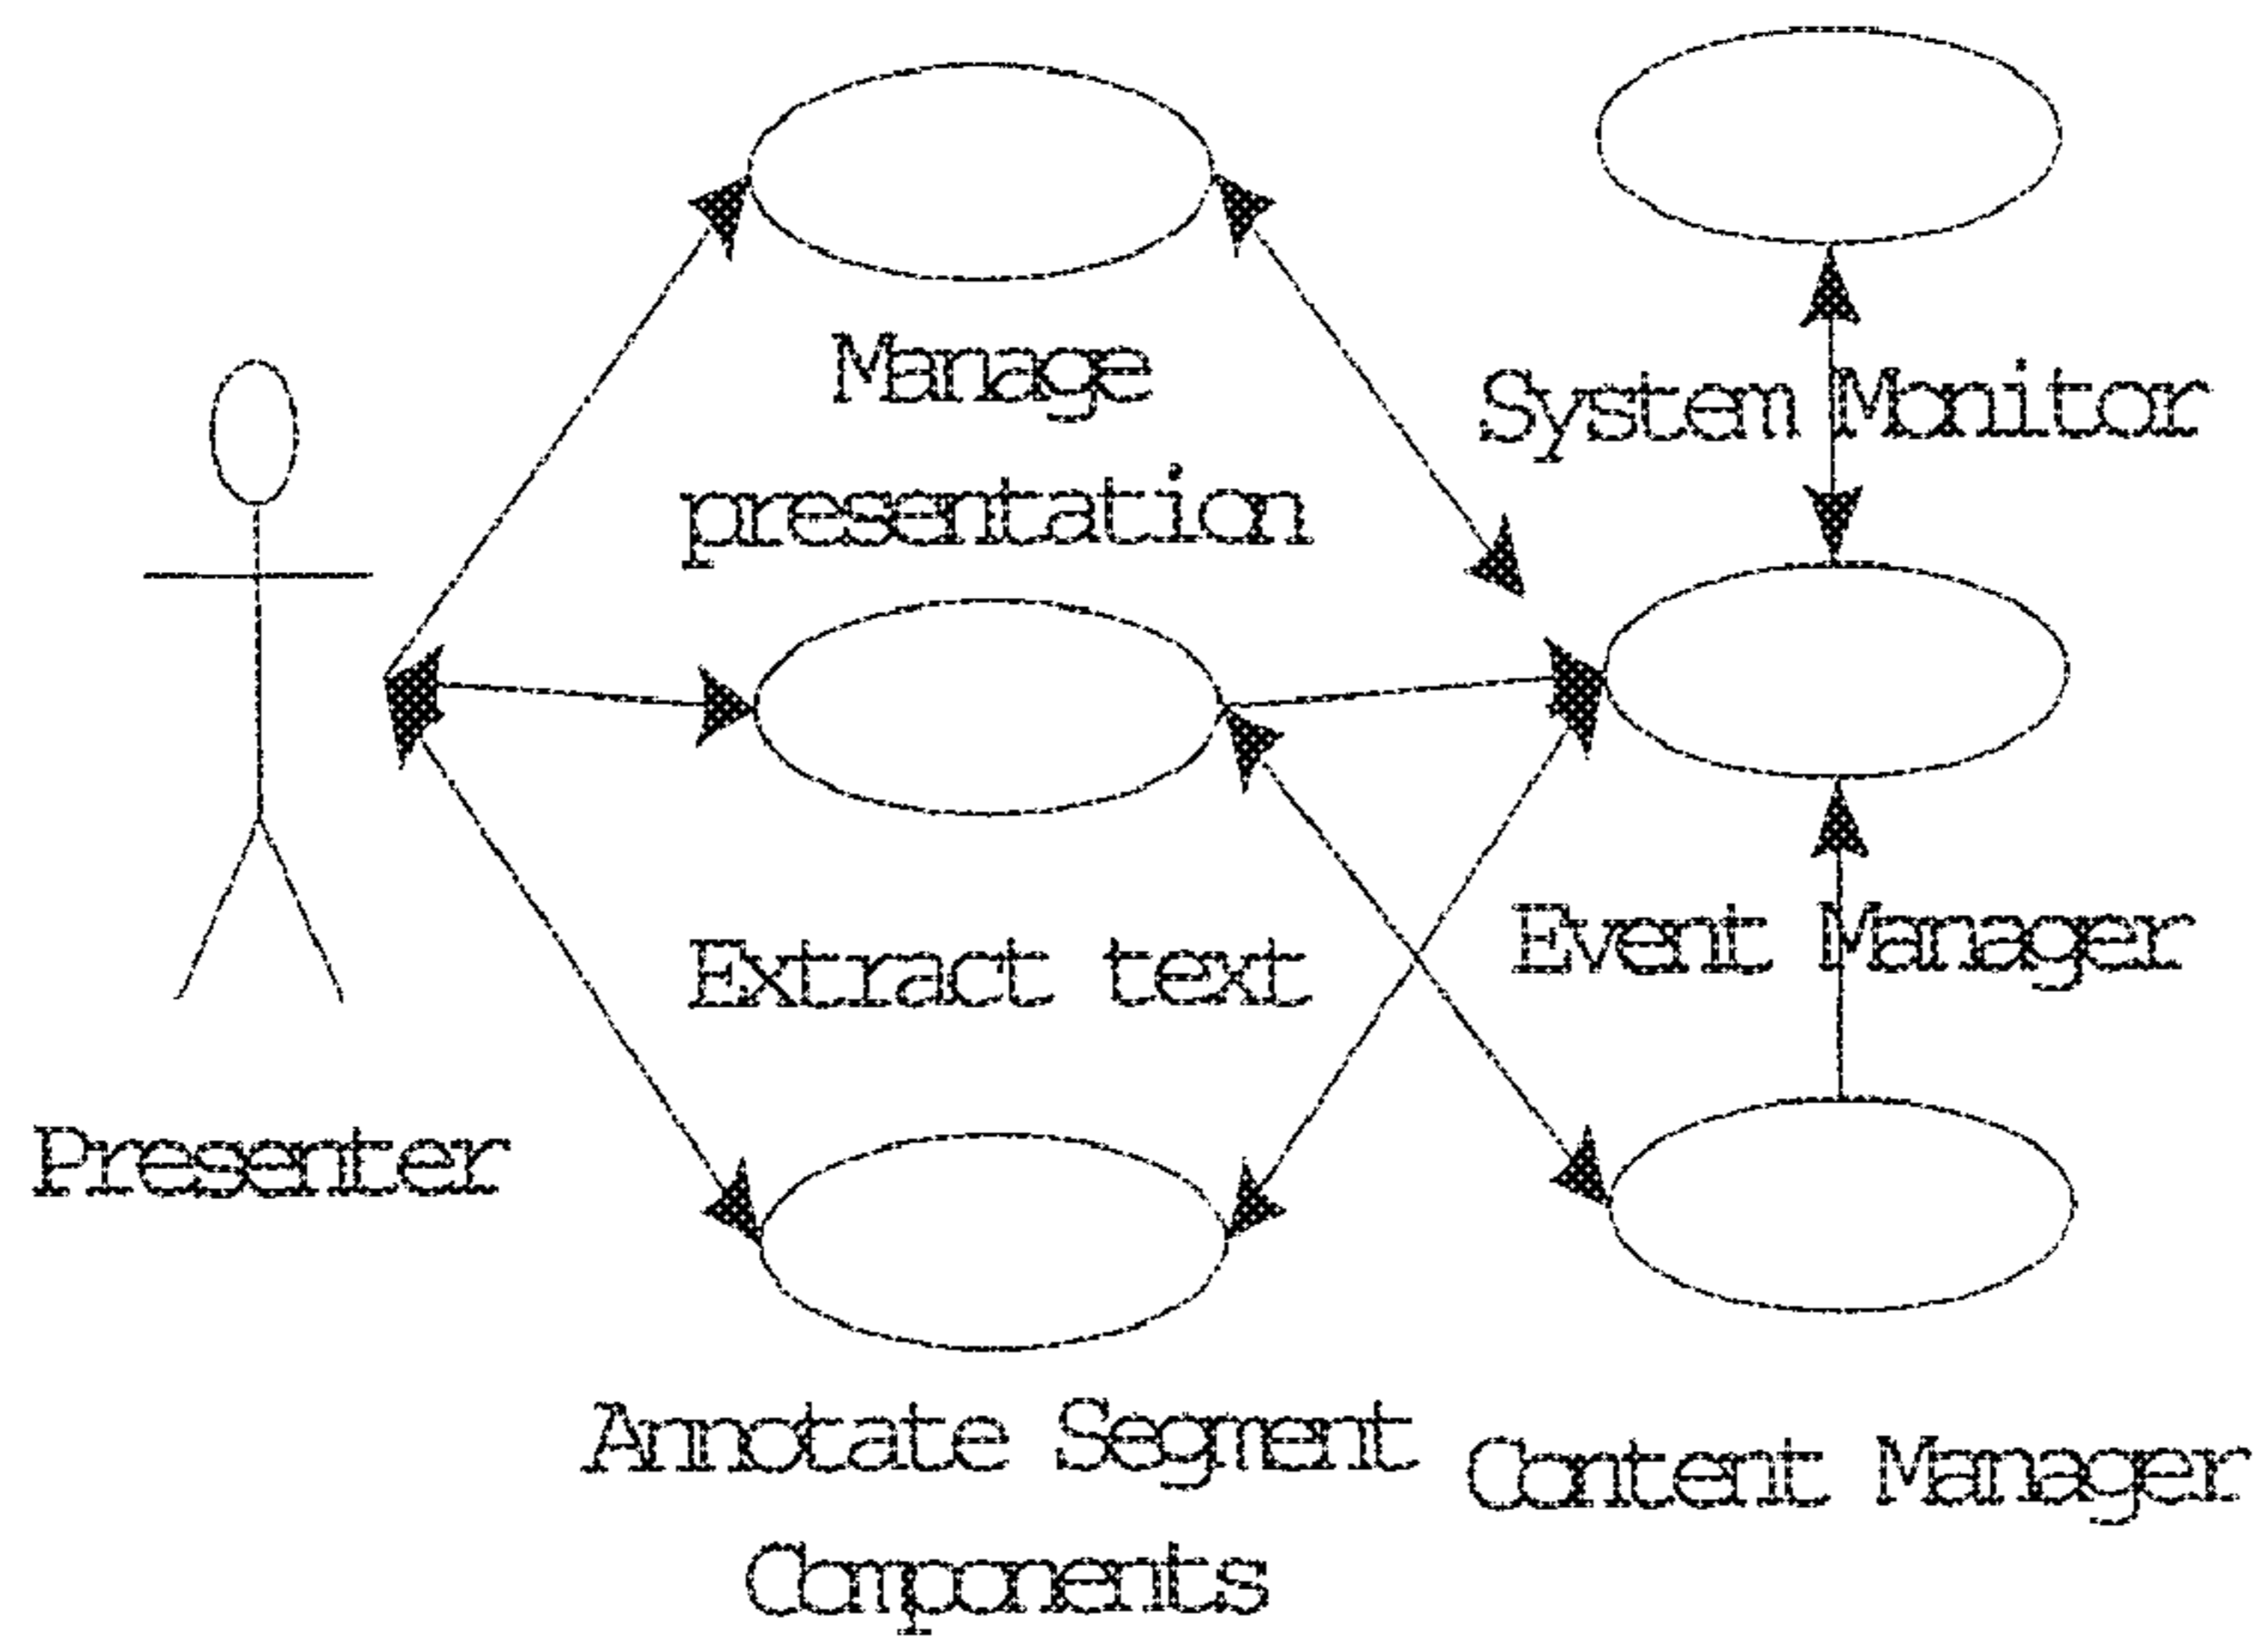 Manage
presentation
System Monitor
Extract text
Event Manager
Presenter
Annotate Segment
Components
Content Manager